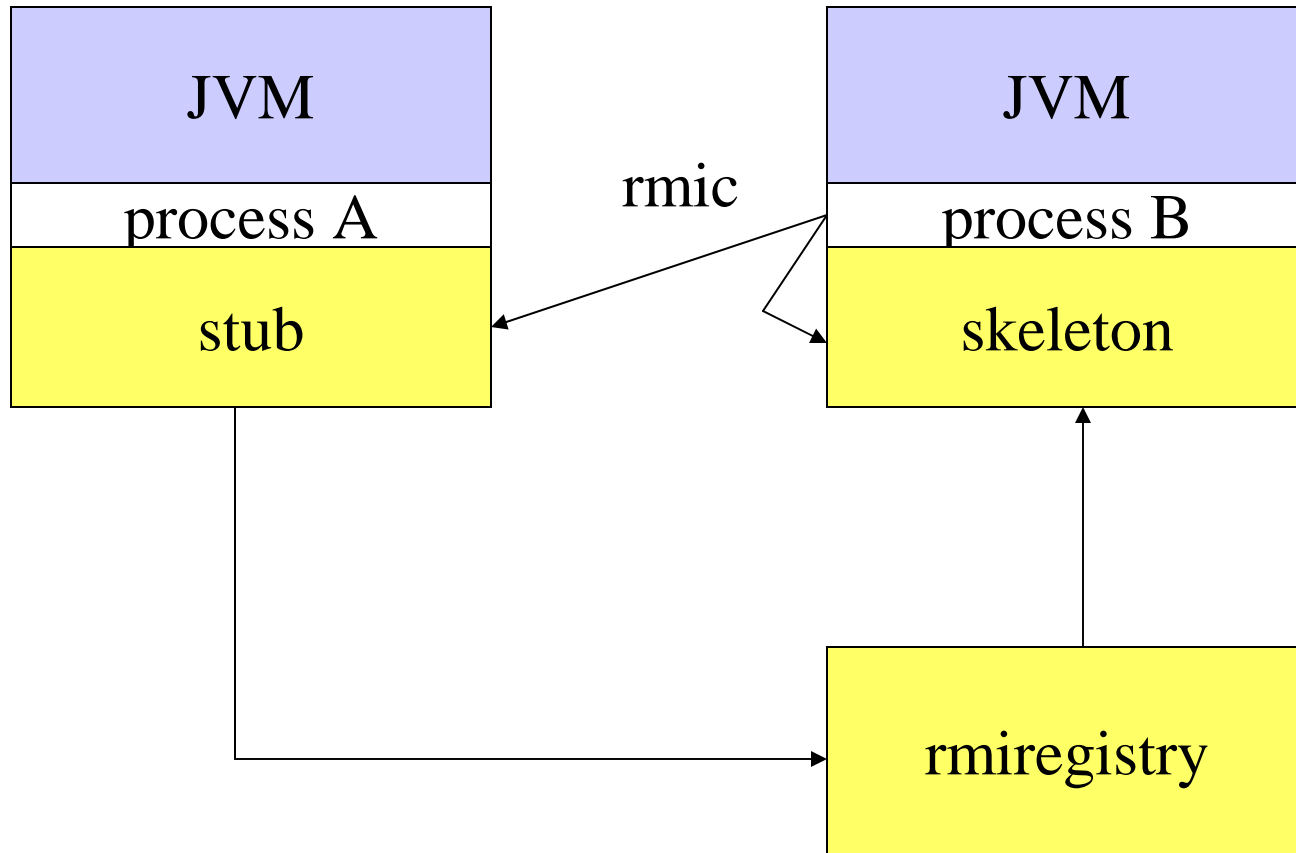 JVM
JVM
rmic
process A
process B
stub
skeleton
rmiregistry